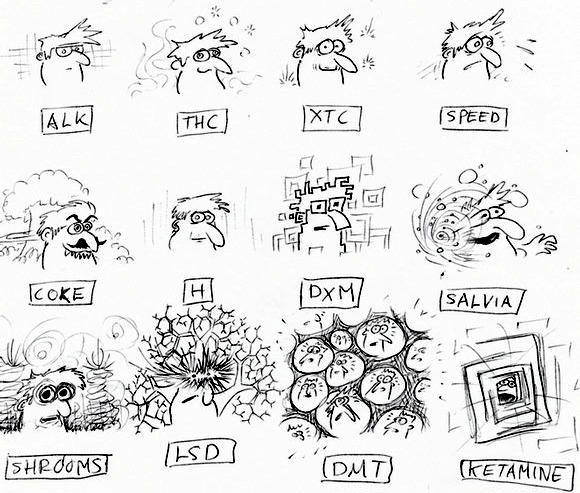 ALK
THC
XTC
SPEED
COKE
H
DXM
SALVIA
SHROOMS
LSD
DMT
KETAMINE